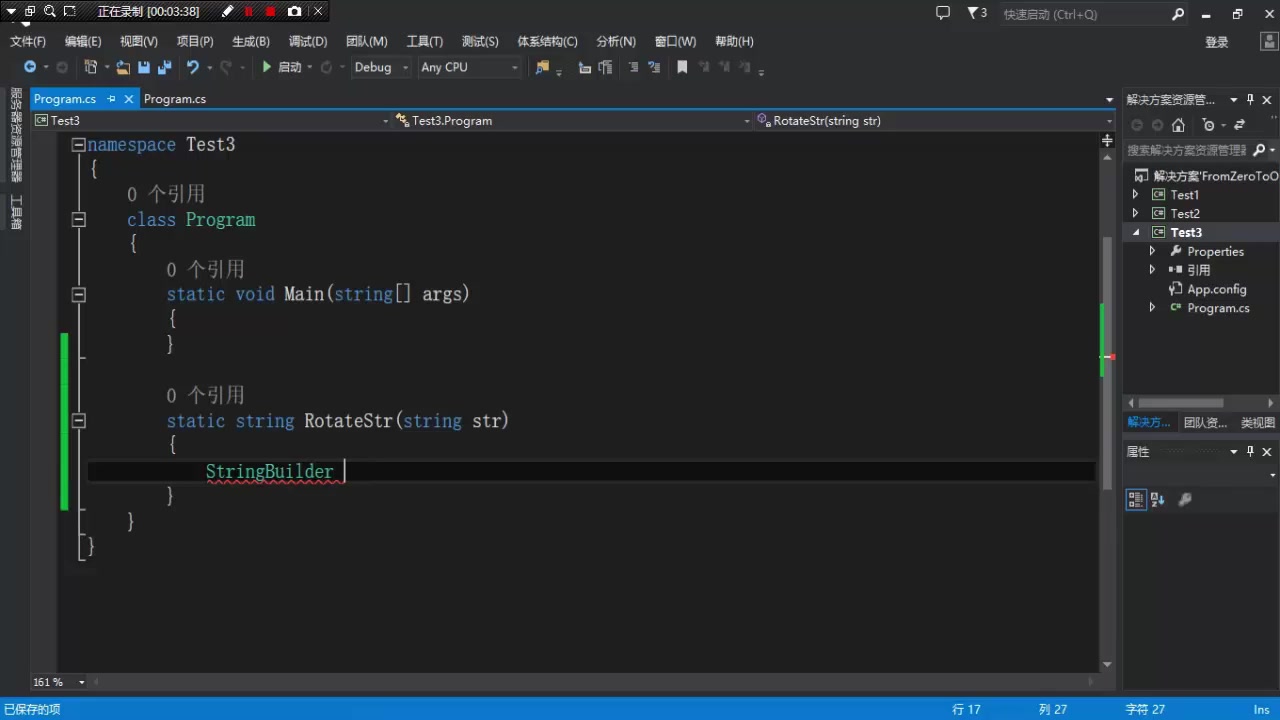 正在录制 [00:03:38]
3
快速启动 (Ctrl+Q)
文件(F) 编辑(E) 视图(V) 项目(P) 生成(B) 调试(D) 团队(M) 工具(T) 测试(S) 体系结构(C) 分析(N) 窗口(W) 帮助(H)
登录
启动 Debug Any CPU
服务器资源管理器
工具箱
Program.cs Program.cs
Test3 Test3.Program RotateStr(string str)
namespace Test3
{
0 个引用
class Program
{
0 个引用
static void Main(string[] args)
{
}
0 个引用
static string RotateStr(string str)
{
StringBuilder
}
}
}
161 %
解决方案资源管...
搜索解决方案资源管理器
解决方案'FromZeroToO
Test1
Test2
Test3
Properties
引用
App.config
Program.cs
解决方... 团队资... 类视图
属性
已保存的项 行 17 列 27 字符 27 Ins